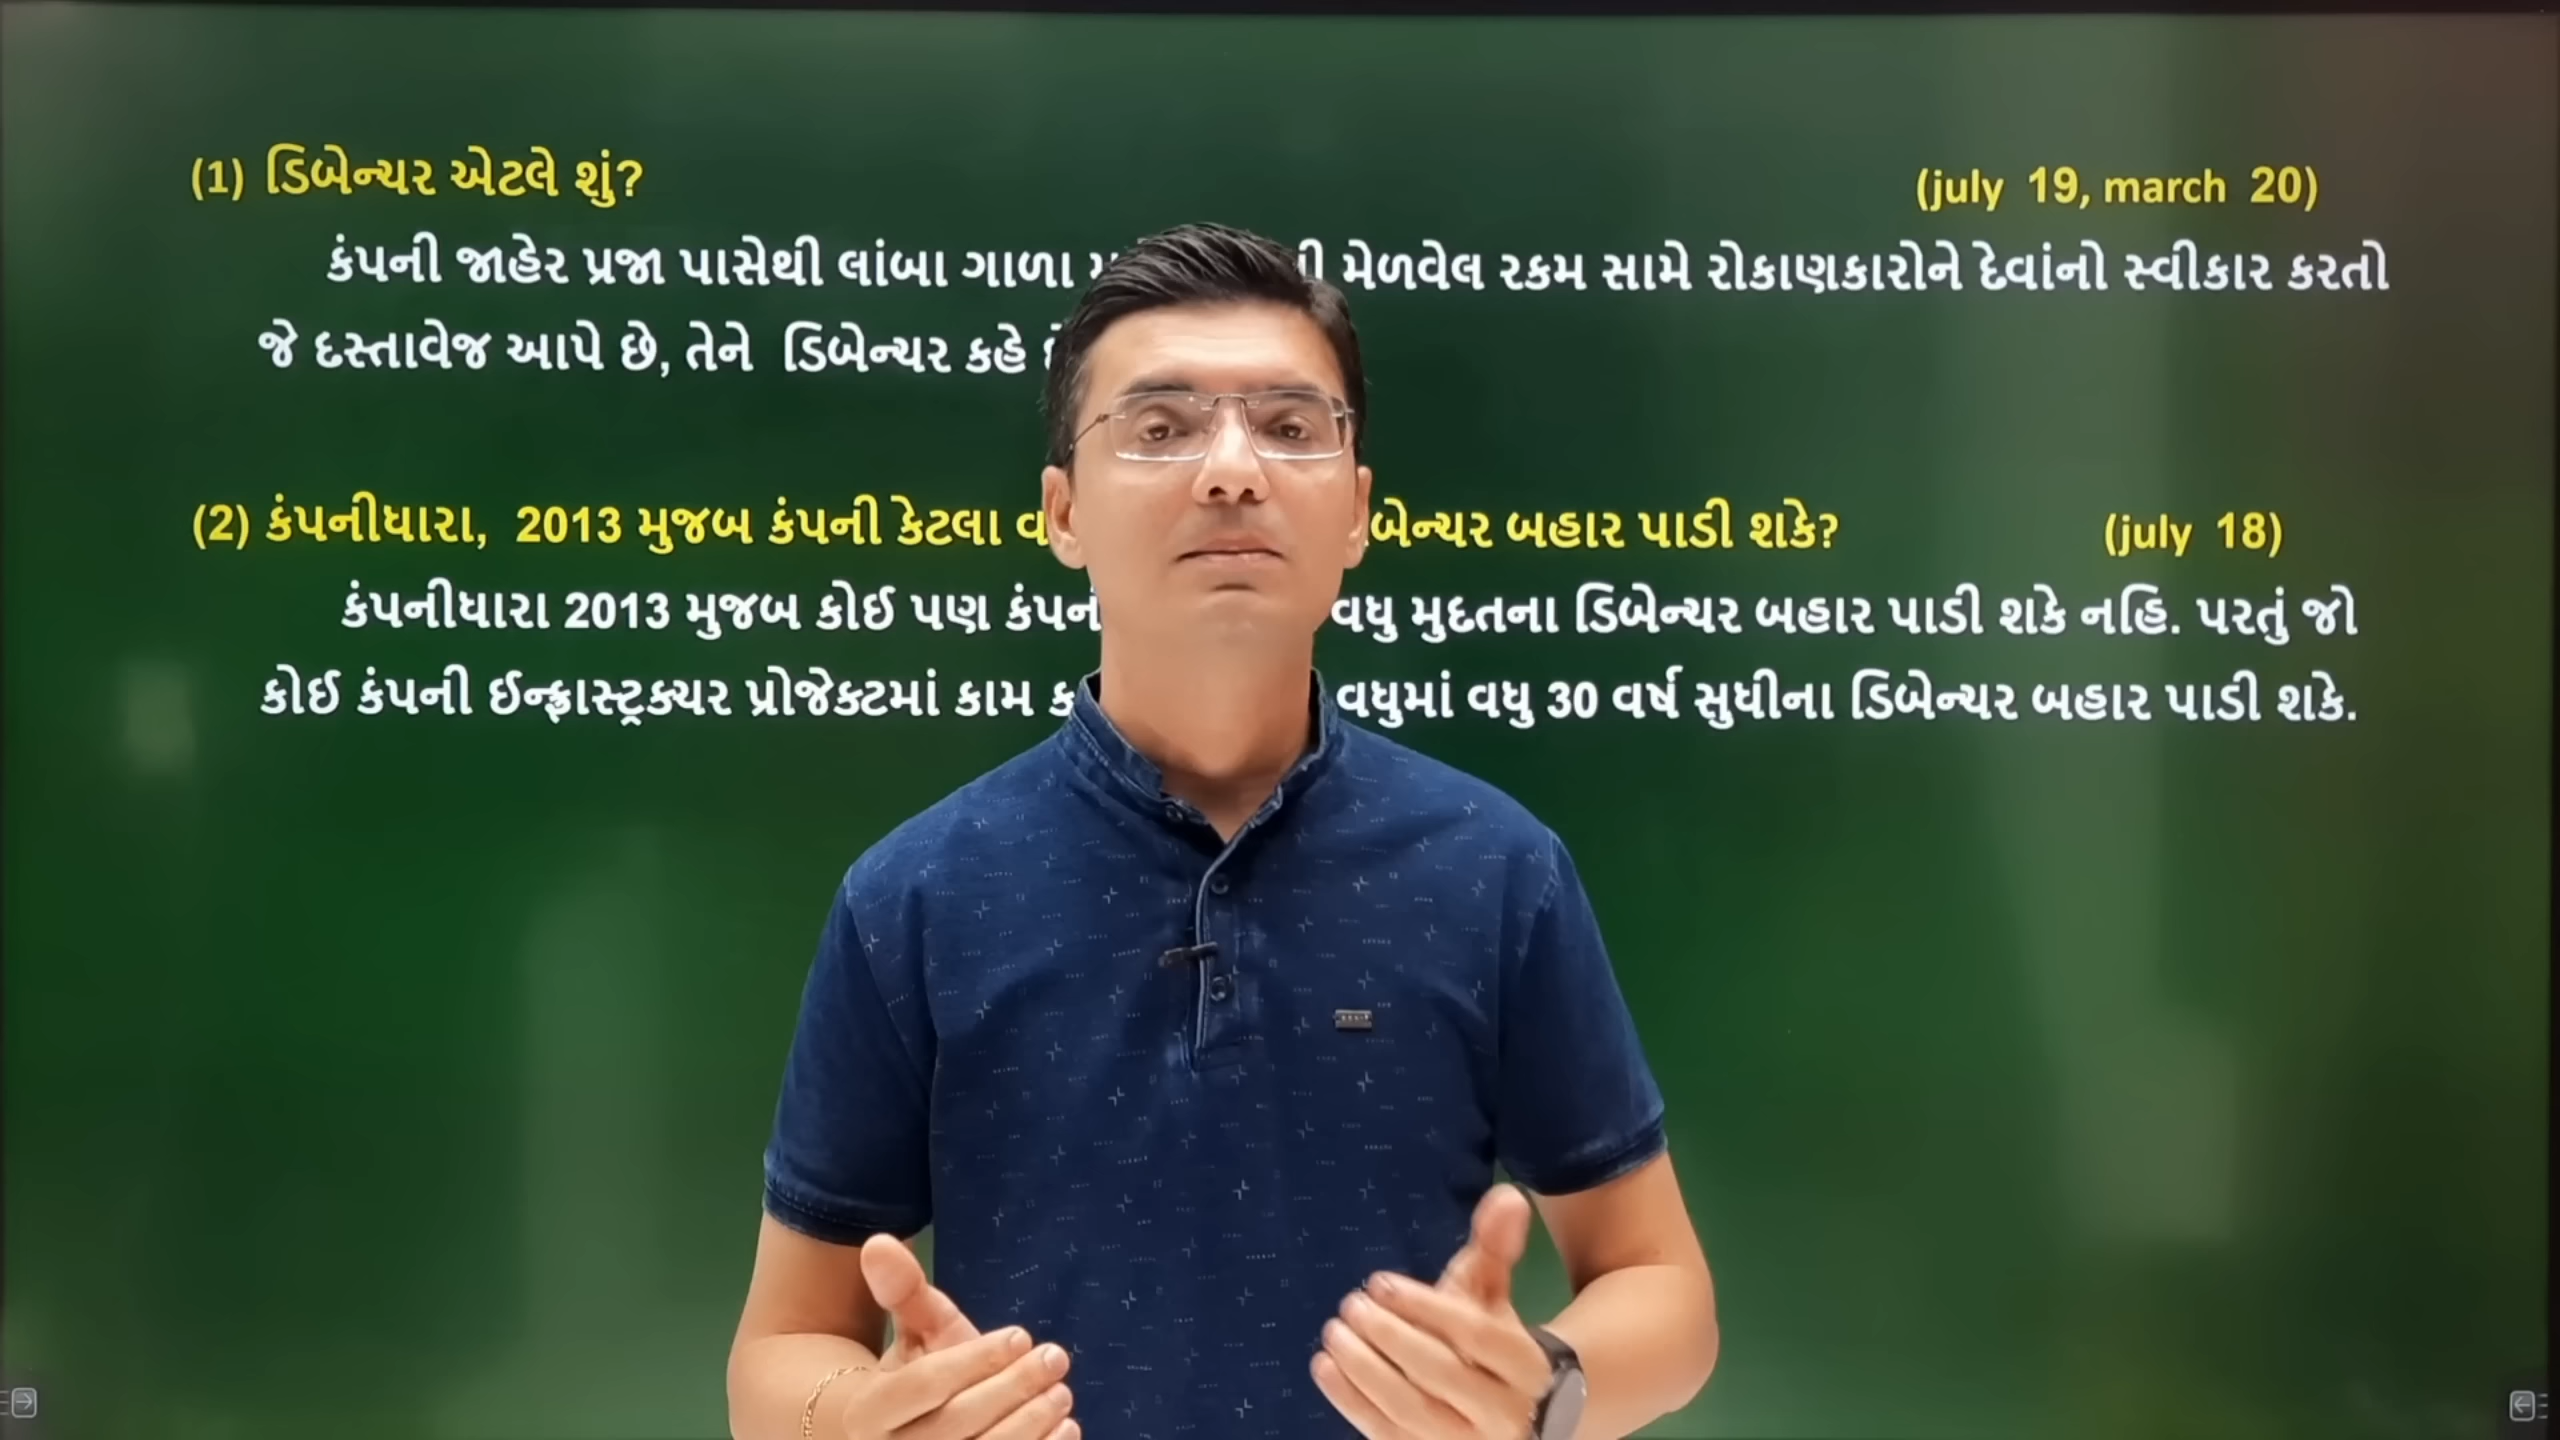 (1) ડિબેન્ચર એટલે શું? (july 19, march 20)
કંપની જાહેર પ્રજા પાસેથી લાંબા ગાળા મેળવેલ રકમ સામે રોકાણકારોને દેવાંનો સ્વીકાર કરતો
જે દસ્તાવેજ આપે છે, તેને ડિબેન્ચર કહે
(2) કંપનીધારા, 2013 મુજબ કંપની કેટલા બહાર પાડી શકે? (july 18)
કંપનીધારા 2013 મુજબ કોઈ પણ વધુ મુદતના ડિબેન્ચર બહાર પાડી શકે નહિ. પરતું જો
કોઈ કંપની ઈન્ફ્રાસ્ટ્રક્ચર પ્રોજેક્ટમાં કામ વધુમાં વધુ 30 વર્ષ સુધીના ડિબેન્ચર બહાર પાડી શકે.